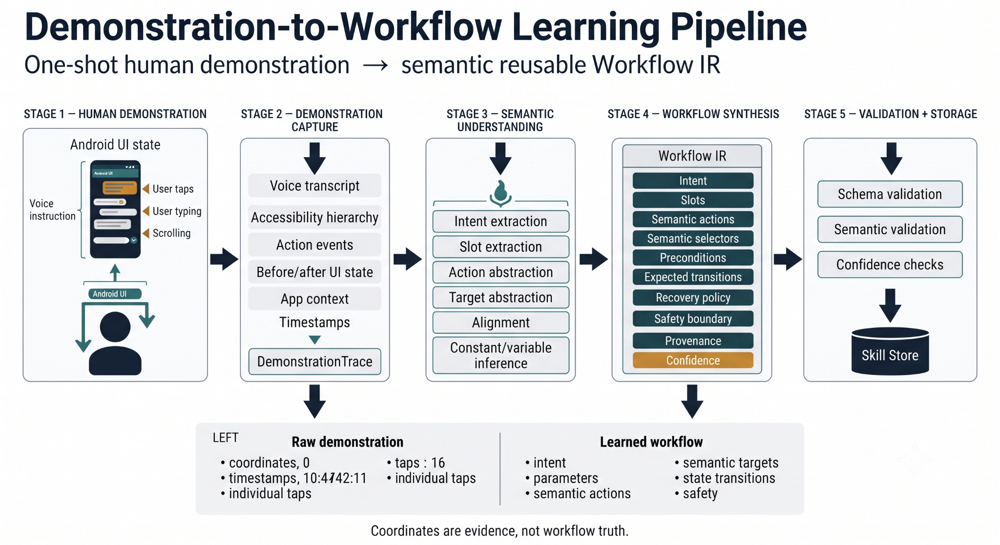 Demonstration-to-Workflow Learning Pipeline
One-shot human demonstration → semantic reusable Workflow IR
STAGE 1 – HUMAN DEMONSTRATION
Android UI state
Android UI
Voice
instruction
User taps
User typing
Scrolling
Android UI
STAGE 2 – DEMONSTRATION
CAPTURE
Voice transcript
Accessibility hierarchy
Action events
Before/after UI state
App context
Timestamps
DemonstrationTrace
STAGE 3 – SEMANTIC
UNDERSTANDING
Intent extraction
Slot extraction
Action abstraction
Target abstraction
Alignment
Constant/variable
inference
STAGE 4 – WORKFLOW SYNTHESIS
Workflow IR
Intent
Slots
Semantic actions
Semantic selectors
Preconditions
Expected transitions
Recovery policy
Safety boundary
Provenance
Confidence
STAGE 5 – VALIDATION + STORAGE
Schema validation
Semantic validation
Confidence checks
Skill Store
LEFT
Raw demonstration
• coordinates, 0
• timestamps,
• individual taps
• taps : 16
• individual taps
Learned workflow
• intent
• parameters
• semantic actions
• semantic targets
• state transitions
• safety
Coordinates are evidence, not workflow truth.